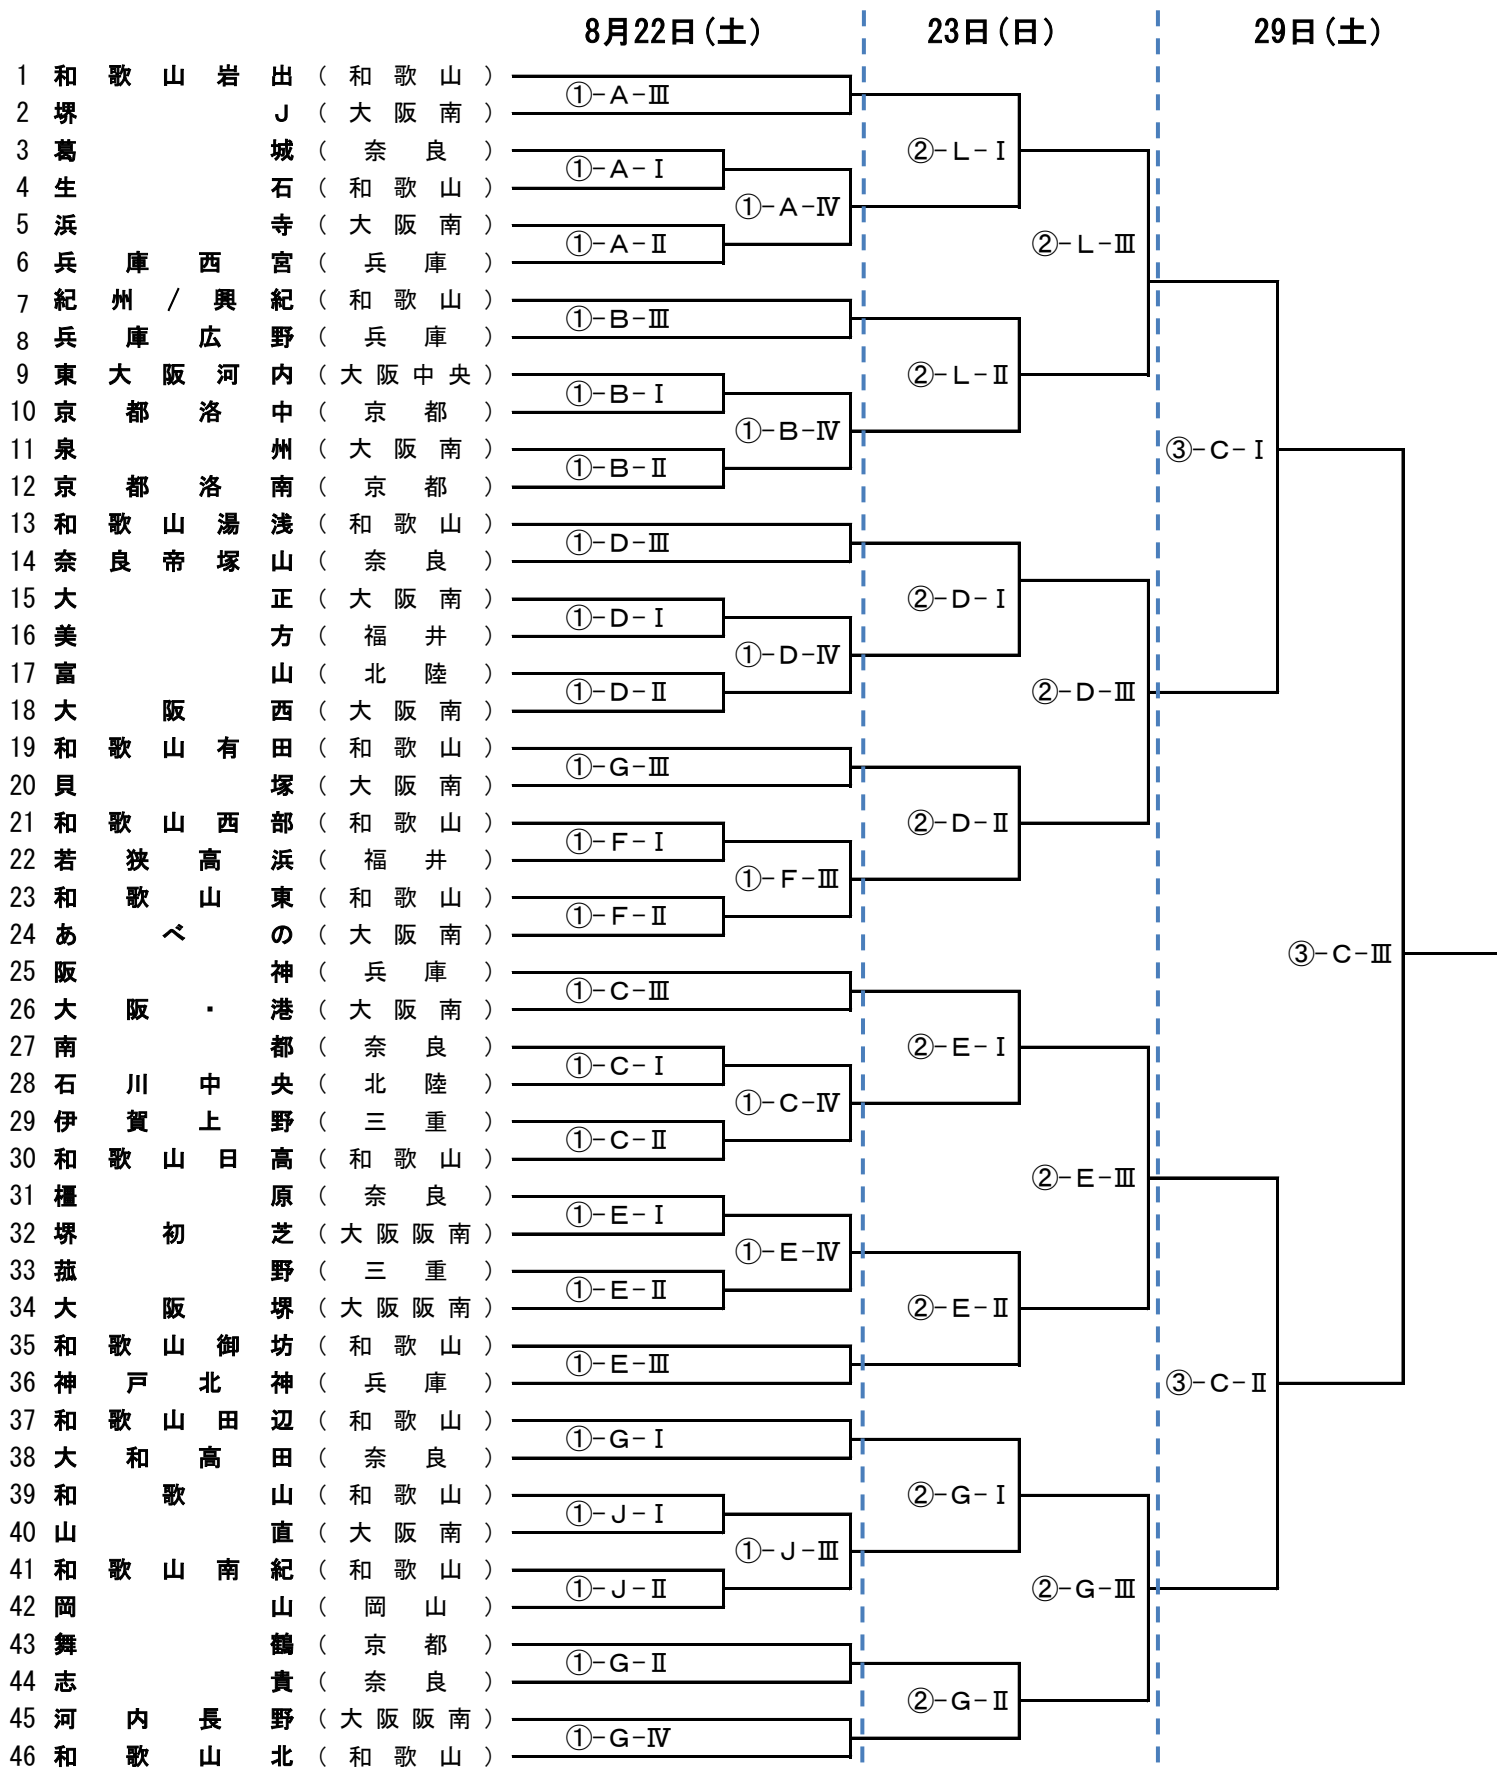 8月22日(土) 23日(日) 29日(土)
1 和歌山岩出(和歌山)
①-A-Ⅲ
2 堺J(大阪南)
3 葛城(奈良)
①-A-Ⅰ
②-L-Ⅰ
4 生石(和歌山)
①-A-Ⅳ
5 浜寺(大阪南)
①-A-Ⅱ
②-L-Ⅲ
6 兵庫西宮(兵庫)
7 紀州/興紀(和歌山)
①-B-Ⅲ
8 兵庫広野(兵庫)
9 東大阪河内(大阪中央)
①-B-Ⅰ
②-L-Ⅱ
10 京都洛中(京都)
①-B-Ⅳ
11 泉州(大阪南)
①-B-Ⅱ
③-C-Ⅰ
12 京都洛南(京都)
13 和歌山湯浅(和歌山)
①-D-Ⅲ
14 奈良帝塚山(奈良)
15 大正(大阪南)
①-D-Ⅰ
②-D-Ⅰ
16 美方(福井)
①-D-Ⅳ
17 富山(北陸)
①-D-Ⅱ
②-D-Ⅲ
18 大阪西(大阪南)
19 和歌山有田(和歌山)
①-G-Ⅲ
20 貝塚(大阪南)
21 和歌山西部(和歌山)
①-F-Ⅰ
②-D-Ⅱ
22 若狭高浜(福井)
①-F-Ⅲ
23 和歌山東(和歌山)
①-F-Ⅱ
24 あべの(大阪南)
③-C-Ⅲ
25 阪神(兵庫)
①-C-Ⅲ
26 大阪・港(大阪南)
27 南都(奈良)
①-C-Ⅰ
②-E-Ⅰ
28 石川中央(北陸)
①-C-Ⅳ
29 伊賀上野(三重)
①-C-Ⅱ
30 和歌山日高(和歌山)
②-E-Ⅲ
31 橿原(奈良)
①-E-Ⅰ
32 堺初芝(大阪阪南)
①-E-Ⅳ
33 菰野(三重)
①-E-Ⅱ
②-E-Ⅱ
34 大阪堺(大阪阪南)
35 和歌山御坊(和歌山)
①-E-Ⅲ
36 神戸北神(兵庫)
③-C-Ⅱ
37 和歌山田辺(和歌山)
①-G-Ⅰ
38 大和高田(奈良)
39 和歌山(和歌山)
①-J-Ⅰ
②-G-Ⅰ
40 山直(大阪南)
①-J-Ⅲ
41 和歌山南紀(和歌山)
①-J-Ⅱ
②-G-Ⅲ
42 岡山(岡山)
43 舞鶴(京都)
①-G-Ⅱ
44 志貴(奈良)
②-G-Ⅱ
45 河内長野(大阪阪南)
①-G-Ⅳ
46 和歌山北(和歌山)